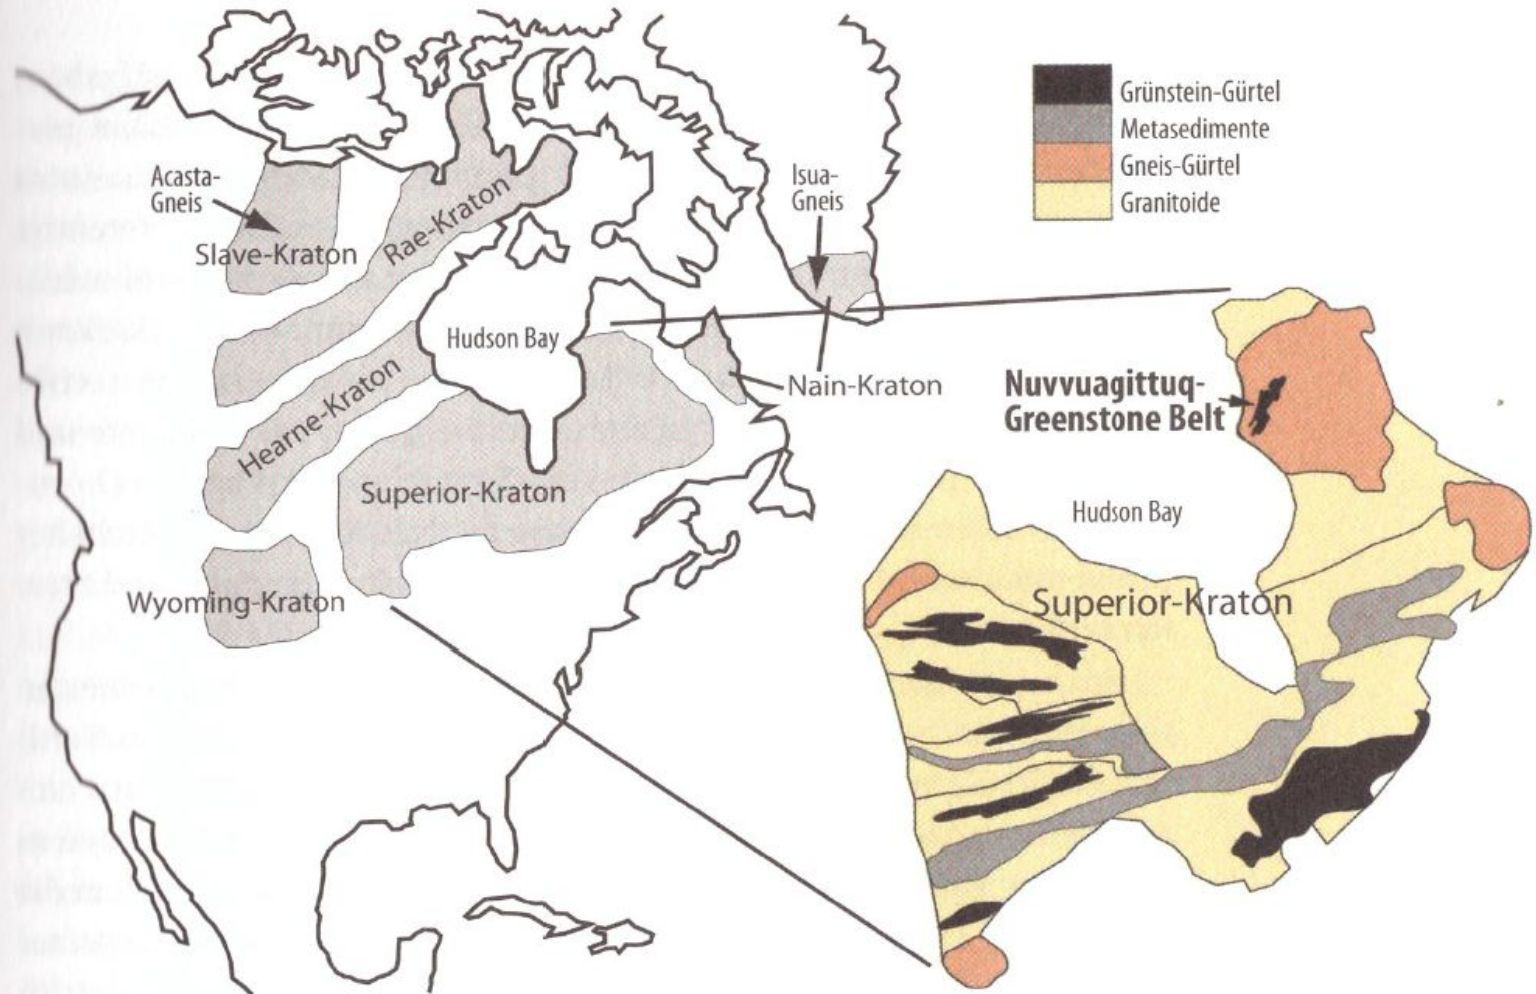 Acasta-
Gneis
Slave-Kraton
Rae-Kraton
Isua-
Gneis
Hudson Bay
Hearne-Kraton
Nain-Kraton
Superior-Kraton
Wyoming-Kraton
Grünstein-Gürtel
Metasedimente
Gneis-Gürtel
Granitoide
Nuvvuagittuq-
Greenstone Belt
Hudson Bay
Superior-Kraton